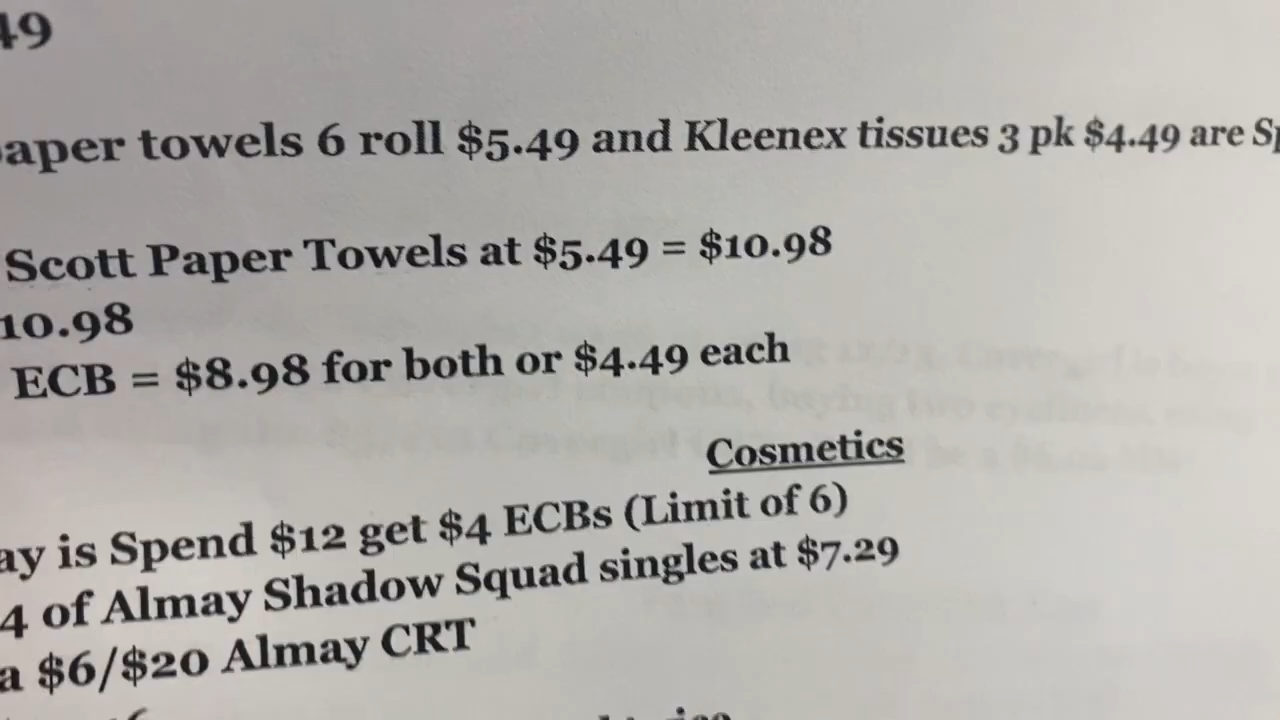 49
aper towels 6 roll $5.49 and Kleenex tissues 3 pk $4.49 are Sp
Scott Paper Towels at $5.49 = $10.98
10.98
ECB = $8.98 for both or $4.49 each
Cosmetics
ay is Spend $12 get $4 ECBs (Limit of 6)
4 of Almay Shadow Squad singles at $7.29
a $6/$20 Almay CRT